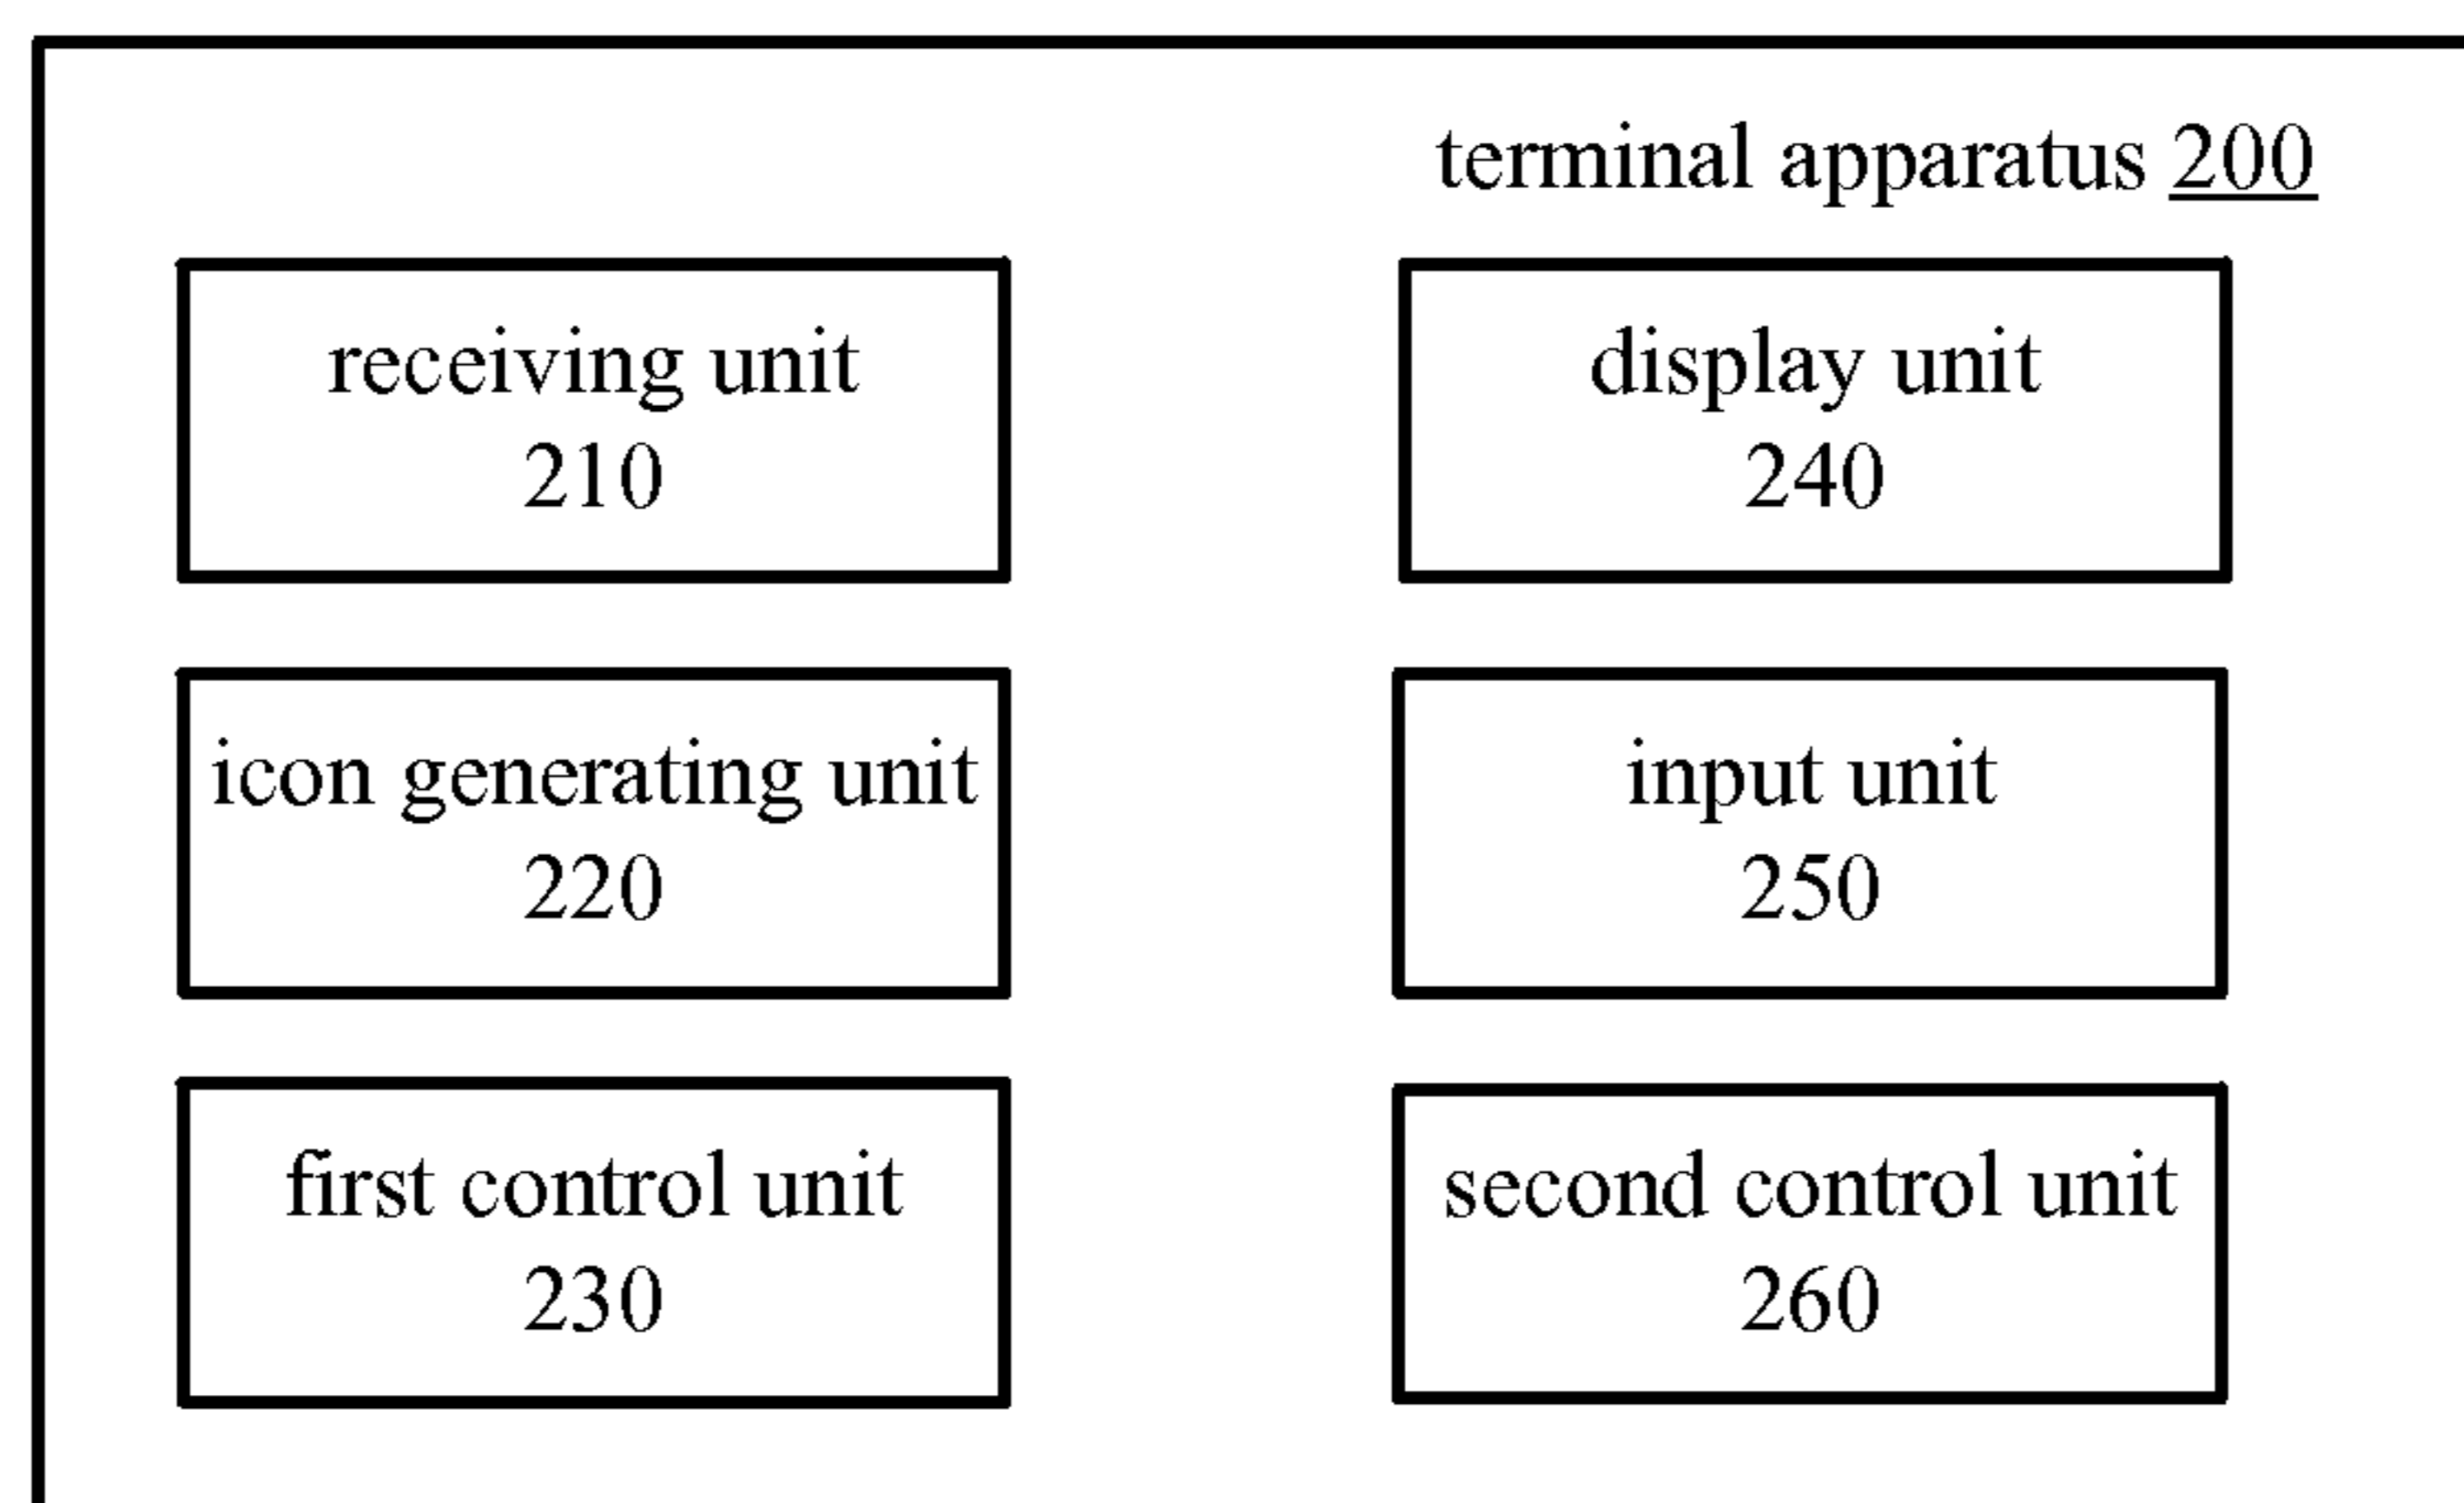 terminal apparatus 200
receiving unit
210
display unit
240
icon generating unit
220
input unit
250
first control unit
230
second control unit
260